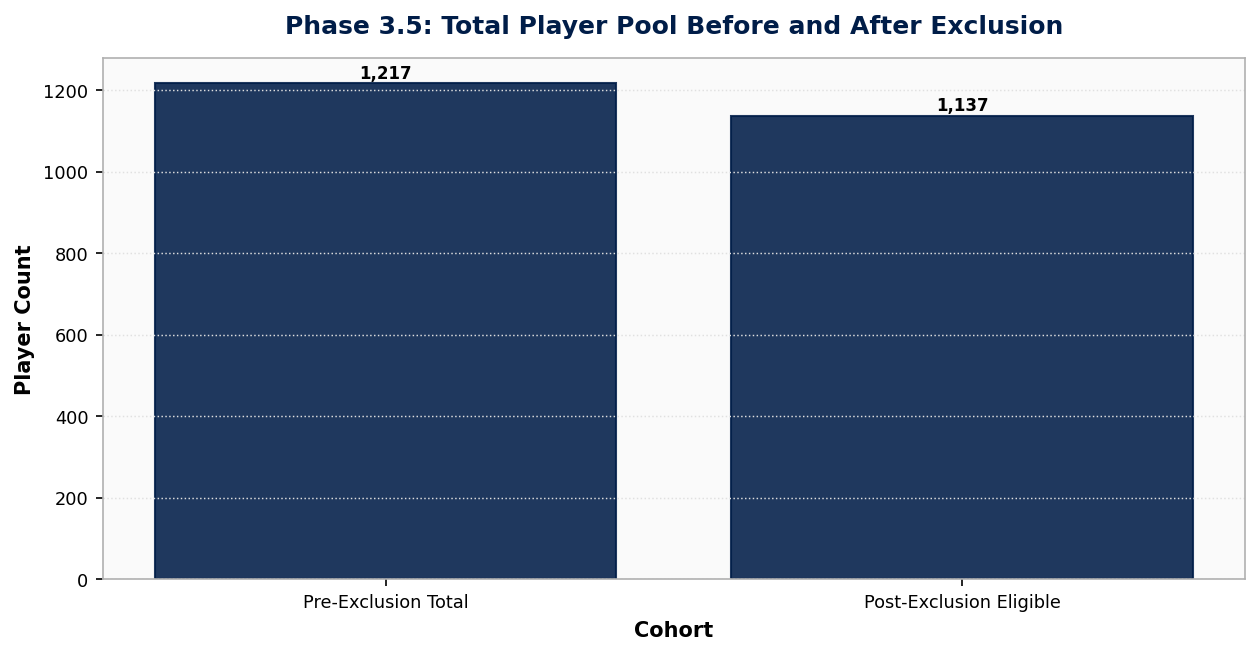 Phase 3.5: Total Player Pool Before and After Exclusion
1,217
1,137
1200
1000
800
600
400
200
0
Player Count
Pre-Exclusion Total
Post-Exclusion Eligible
Cohort